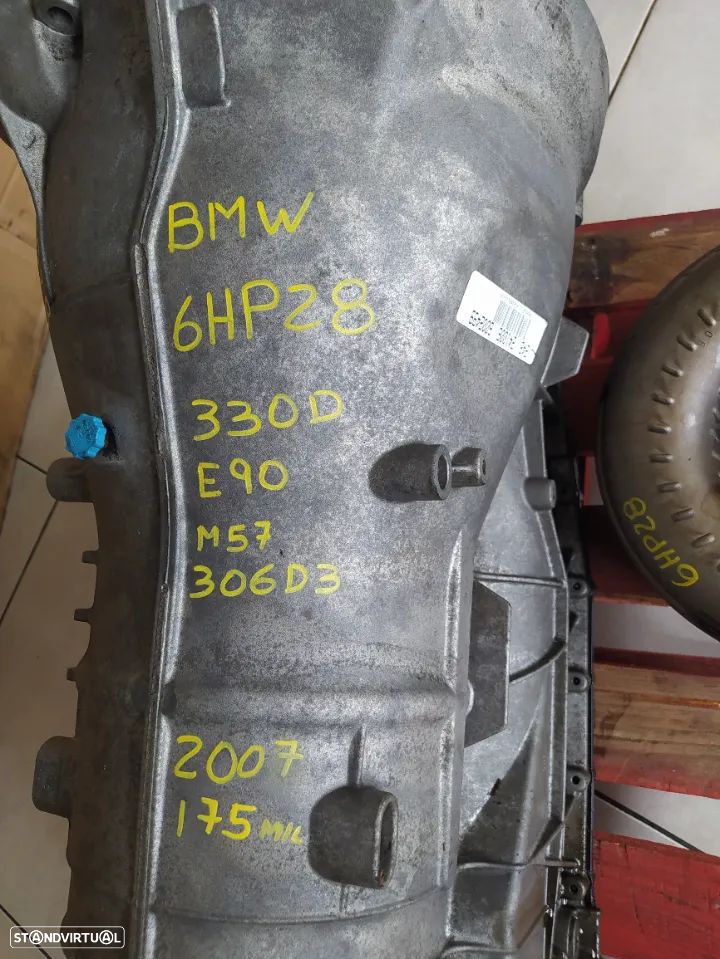 BMW
6HP28
330D
E90
M57
306D3
2007
175 MIL
6HP28
STANDVIRTUAL